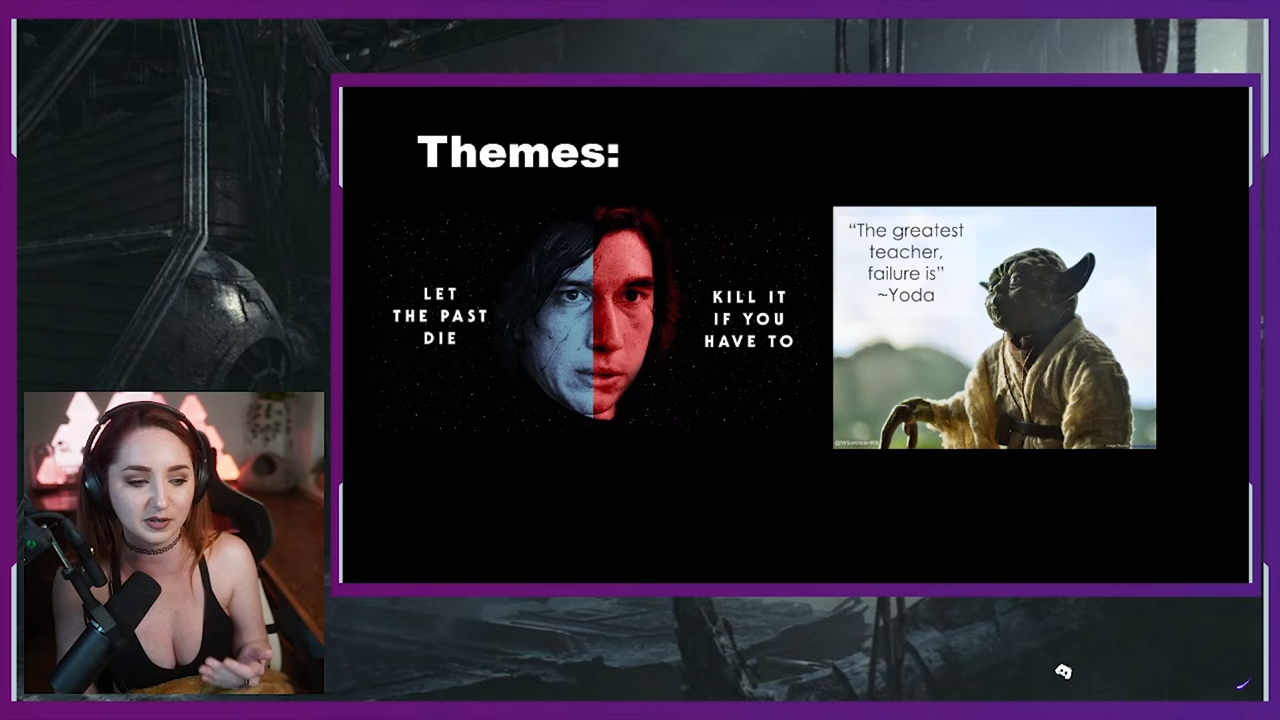 Themes:
LET
THE PAST
DIE
KILL IT
IF YOU
HAVE TO
“The greatest
teacher,
failure is”
~Yoda